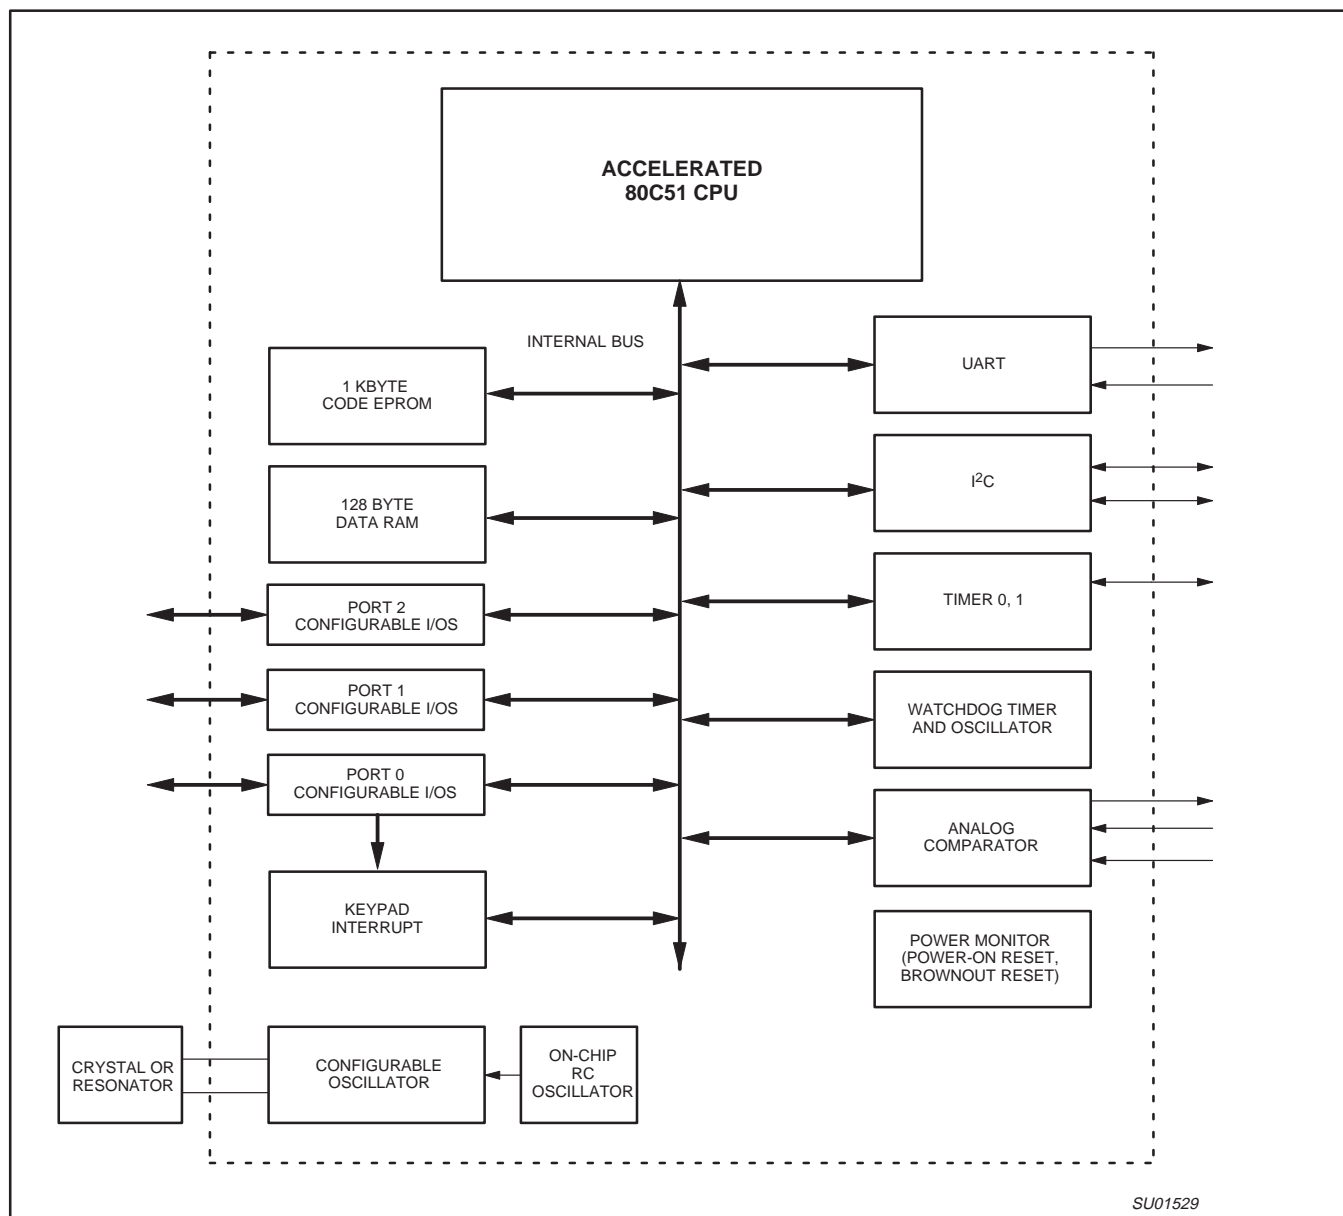 ACCELERATED
80C51 CPU
INTERNAL BUS
1 KBYTE
CODE EPROM
128 BYTE
DATA RAM
PORT 2
CONFIGURABLE I/OS
PORT 1
CONFIGURABLE I/OS
PORT 0
CONFIGURABLE I/OS
KEYPAD
INTERRUPT
CRYSTAL OR
RESONATOR
CONFIGURABLE
OSCILLATOR
ON-CHIP
RC
OSCILLATOR
UART
I²C
TIMER 0, 1
WATCHDOG TIMER
AND OSCILLATOR
ANALOG
COMPARATOR
POWER MONITOR
(POWER-ON RESET,
BROWNOUT RESET)
SU01529